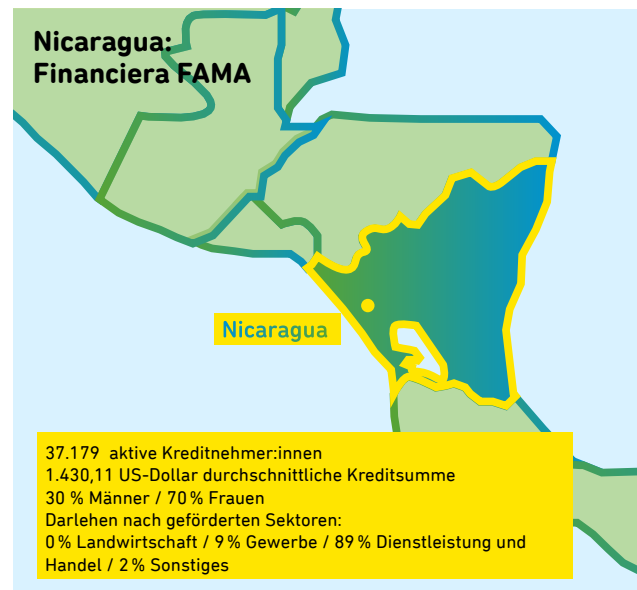 Nicaragua:
Financiera FAMA
Nicaragua
37.179 aktive Kreditnehmer:innen
1.430,11 US-Dollar durchschnittliche Kreditsumme
30 % Männer / 70 % Frauen
Darlehen nach geförderten Sektoren:
0 % Landwirtschaft / 9 % Gewerbe / 89 % Dienstleistung und
Handel / 2 % Sonstiges